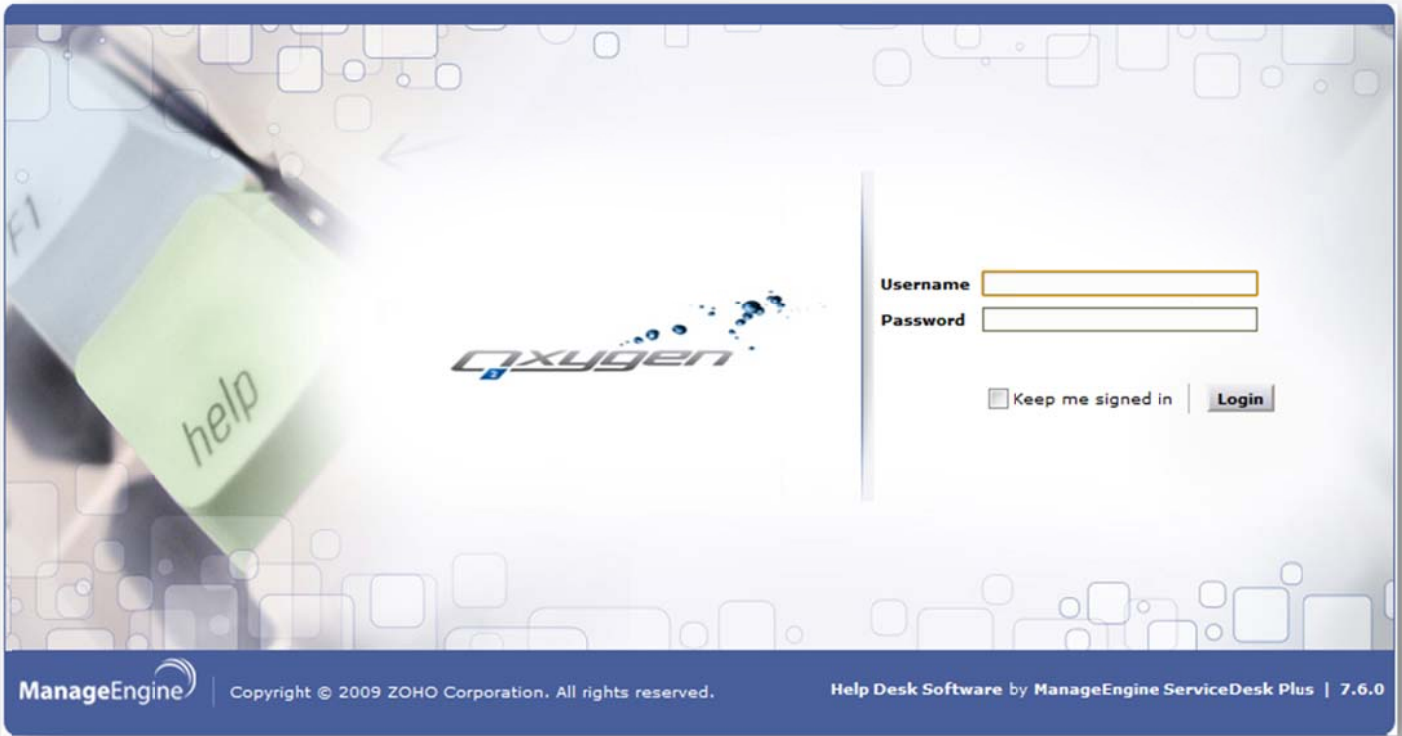 F1
help
oxygen
2
Username
Password
Keep me signed in
Login
ManageEngine
Copyright © 2009 ZOHO Corporation. All rights reserved.
Help Desk Software by ManageEngine ServiceDesk Plus | 7.6.0